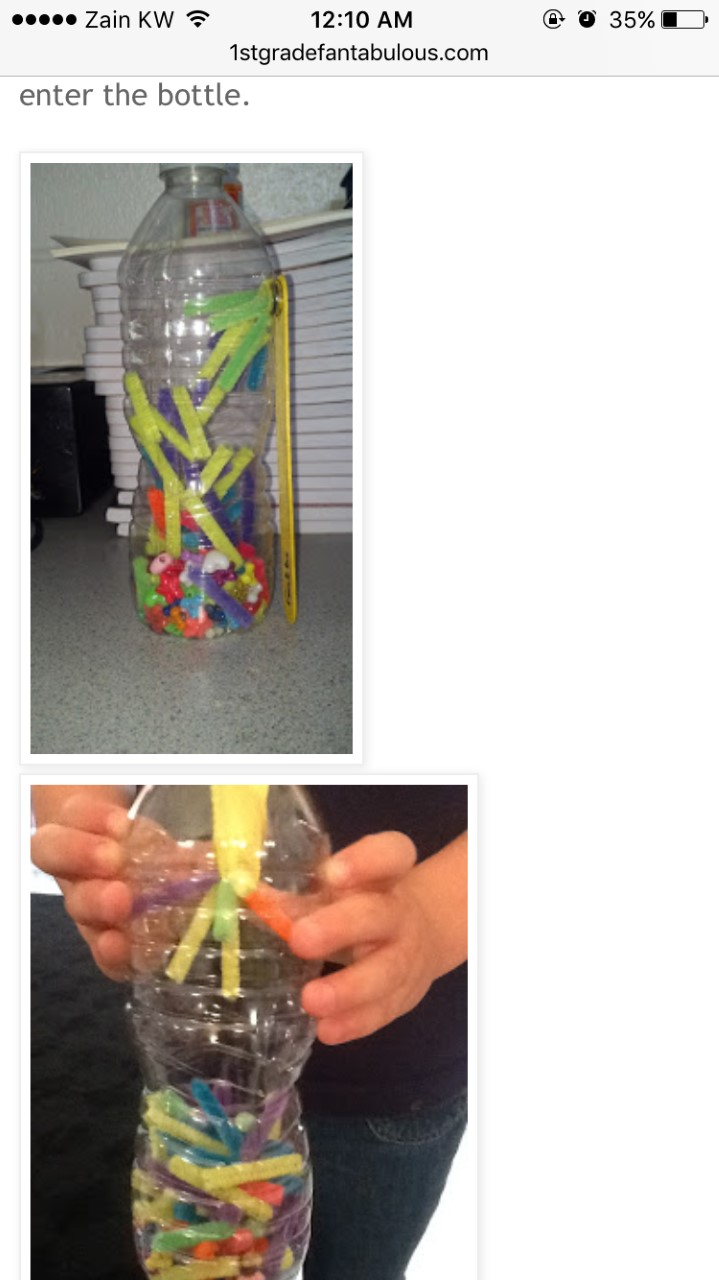 Zain KW 12:10 AM 35%
1stgradefantabulous.com
enter the bottle.